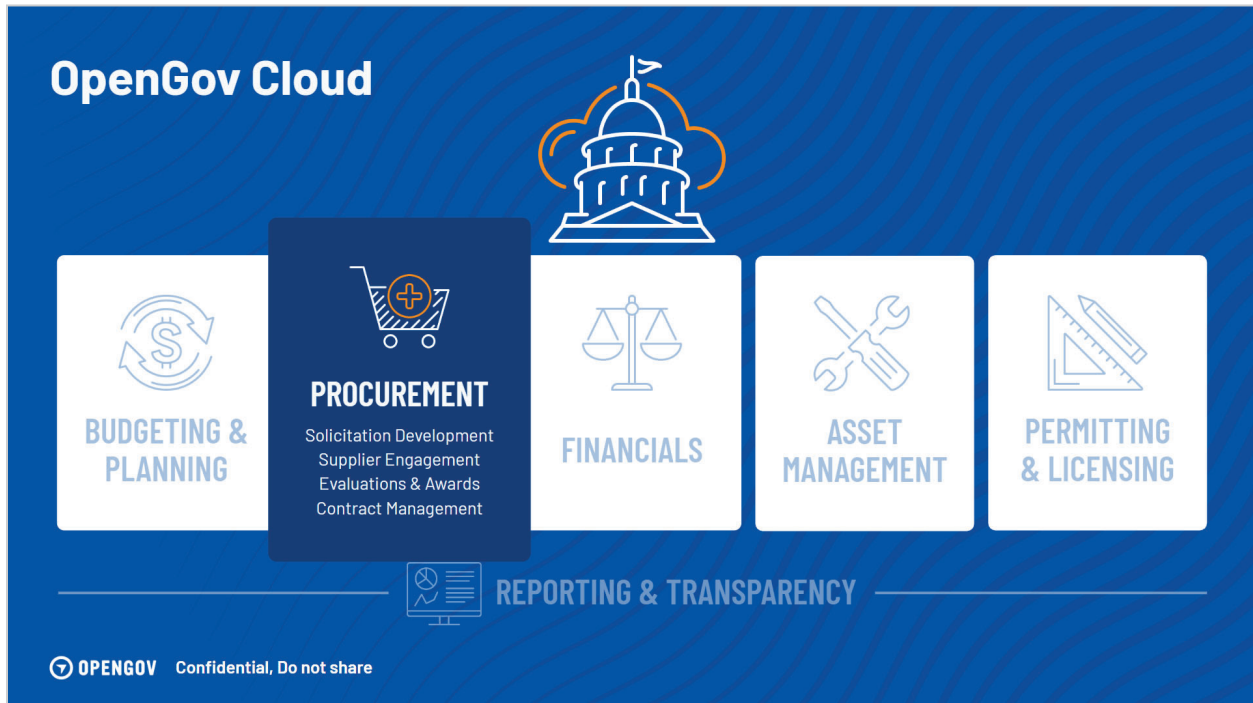 OpenGov Cloud
BUDGETING &
PLANNING
PROCUREMENT
Solicitation Development
Supplier Engagement
Evaluations & Awards
Contract Management
FINANCIALS
ASSET
MANAGEMENT
PERMITTING
& LICENSING
REPORTING & TRANSPARENCY
OPENGOV Confidential, Do not share